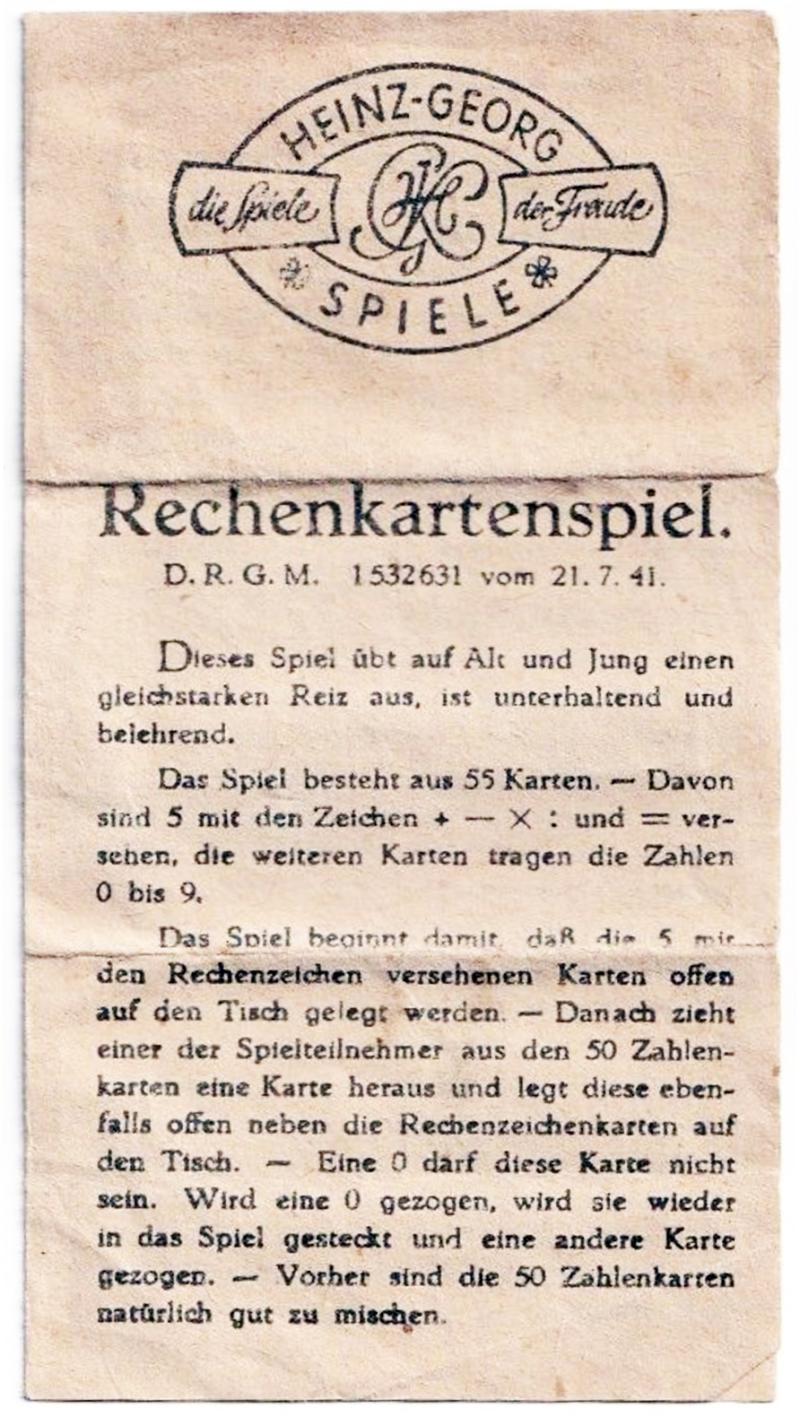 HEINZ-GEORG
die Spiele
der Freude
SPIELE
Rechenkartenspiel.
D. R. G. M. 1532631 vom 21. 7. 41.
Dieses Spiel übt auf Alt und Jung einen
gleichstarken Reiz aus, ist unterhaltend und
belehrend.
Das Spiel besteht aus 55 Karten. — Davon
sind 5 mit den Zeichen + — × : und = ver-
sehen, die weiteren Karten tragen die Zahlen
0 bis 9.
Das Spiel beginnt damit, daß die 5 mit
den Rechenzeichen versehenen Karten offen
auf den Tisch gelegt werden. — Danach zieht
einer der Spielteilnehmer aus den 50 Zahlen-
karten eine Karte heraus und legt diese eben-
falls offen neben die Rechenzeichenkarten auf
den Tisch. — Eine 0 darf diese Karte nicht
sein. Wird eine 0 gezogen, wird sie wieder
in das Spiel gesteckt und eine andere Karte
gezogen. — Vorher sind die 50 Zahlenkarten
natürlich gut zu mischen.